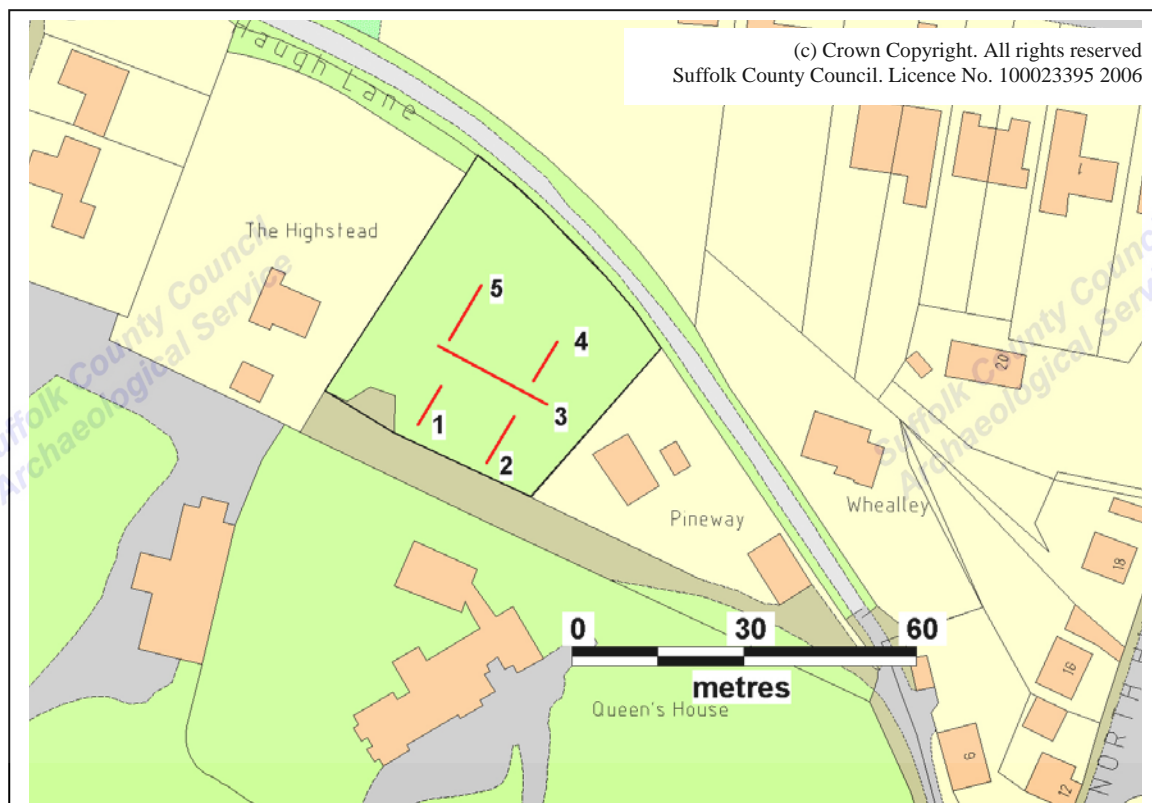 (c) Crown Copyright. All rights reserved
Suffolk County Council. Licence No. 100023395 2006
Haugh Lane
The Highstead
5
4
3
1
2
20
Pineway
Whealley
18
16
12
6
0 30 60
metres
Queen's House
NORTH
Suffolk County Council
Archaeological Service
Suffolk County Council
Archaeological Service